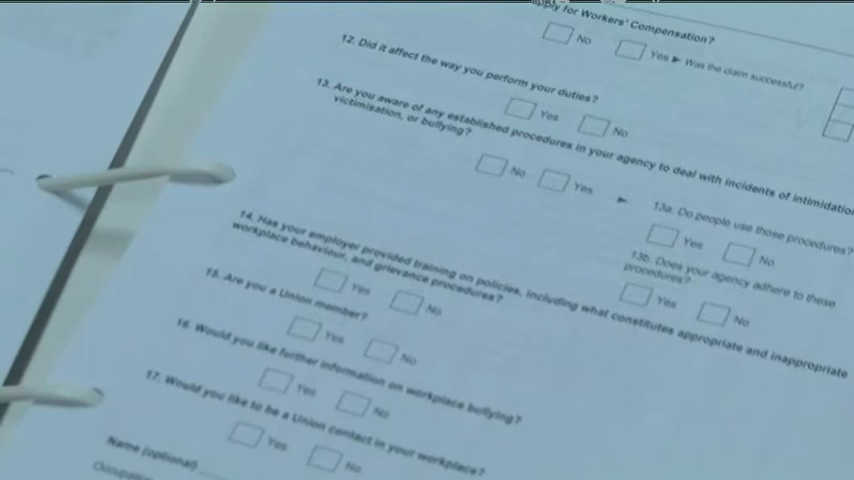 apply for Workers' Compensation?
No Yes Was the claim successful?
12. Did it affect the way you perform your duties?
Yes No
13. Are you aware of any established procedures in your agency to deal with incidents of intimidation
victimisation, or bullying?
No Yes
13a. Do people use those procedures?
Yes No
13b. Does your agency adhere to these
procedures?
Yes No
14. Has your employer provided training on policies, including what constitutes appropriate and inappropriate
workplace behaviour, and grievance procedures?
Yes No
15. Are you a Union member?
Yes No
16. Would you like further information on workplace bullying?
Yes No
17. Would you like to be a Union contact in your workplace?
Yes No
Name (optional)